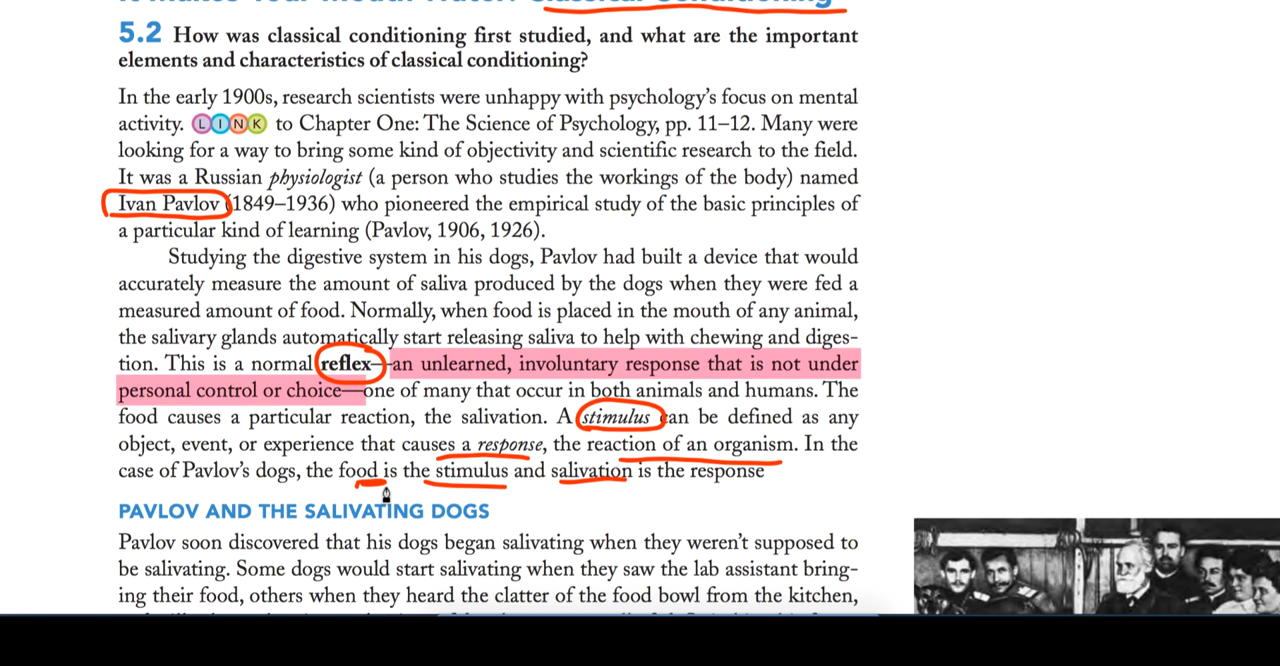 Classical Conditioning
5.2 How was classical conditioning first studied, and what are the important
elements and characteristics of classical conditioning?
In the early 1900s, research scientists were unhappy with psychology's focus on mental
activity. LINK to Chapter One: The Science of Psychology, pp. 11–12. Many were
looking for a way to bring some kind of objectivity and scientific research to the field.
It was a Russian physiologist (a person who studies the workings of the body) named
Ivan Pavlov (1849–1936) who pioneered the empirical study of the basic principles of
a particular kind of learning (Pavlov, 1906, 1926).
Studying the digestive system in his dogs, Pavlov had built a device that would
accurately measure the amount of saliva produced by the dogs when they were fed a
measured amount of food. Normally, when food is placed in the mouth of any animal,
the salivary glands automatically start releasing saliva to help with chewing and diges-
tion. This is a normal reflex—an unlearned, involuntary response that is not under
personal control or choice—one of many that occur in both animals and humans. The
food causes a particular reaction, the salivation. A stimulus can be defined as any
object, event, or experience that causes a response, the reaction of an organism. In the
case of Pavlov's dogs, the food is the stimulus and salivation is the response
PAVLOV AND THE SALIVATING DOGS
Pavlov soon discovered that his dogs began salivating when they weren't supposed to
be salivating. Some dogs would start salivating when they saw the lab assistant bring-
ing their food, others when they heard the clatter of the food bowl from the kitchen,